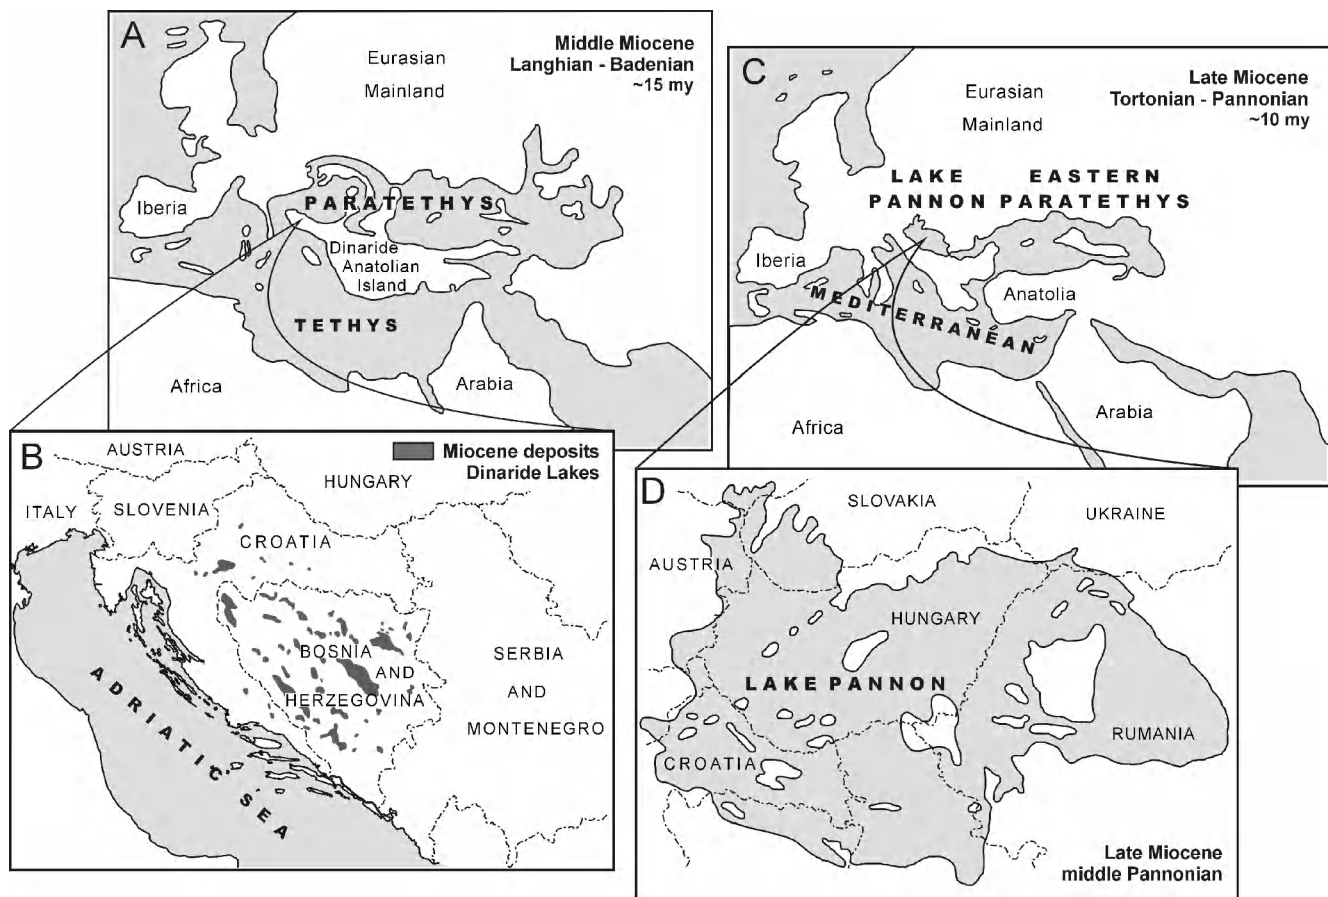 A
Middle Miocene
Langhian - Badenian
~15 my
Eurasian
Mainland
Iberia
PARATETHYS
Dinaride
Anatolian
Island
TETHYS
Africa
Arabia
B
Miocene deposits
Dinaride Lakes
AUSTRIA
HUNGARY
ITALY
SLOVENIA
CROATIA
BOSNIA
AND
HERZEGOVINA
SERBIA
AND
MONTENEGRO
ADRIATIC SEA
C
Late Miocene
Tortonian - Pannonian
~10 my
Eurasian
Mainland
LAKE
PANNON
EASTERN
PARATETHYS
Iberia
Anatolia
MEDITERRANÉAN
Africa
Arabia
D
SLOVAKIA
UKRAINE
AUSTRIA
HUNGARY
LAKE PANNON
RUMANIA
CROATIA
Late Miocene
middle Pannonian